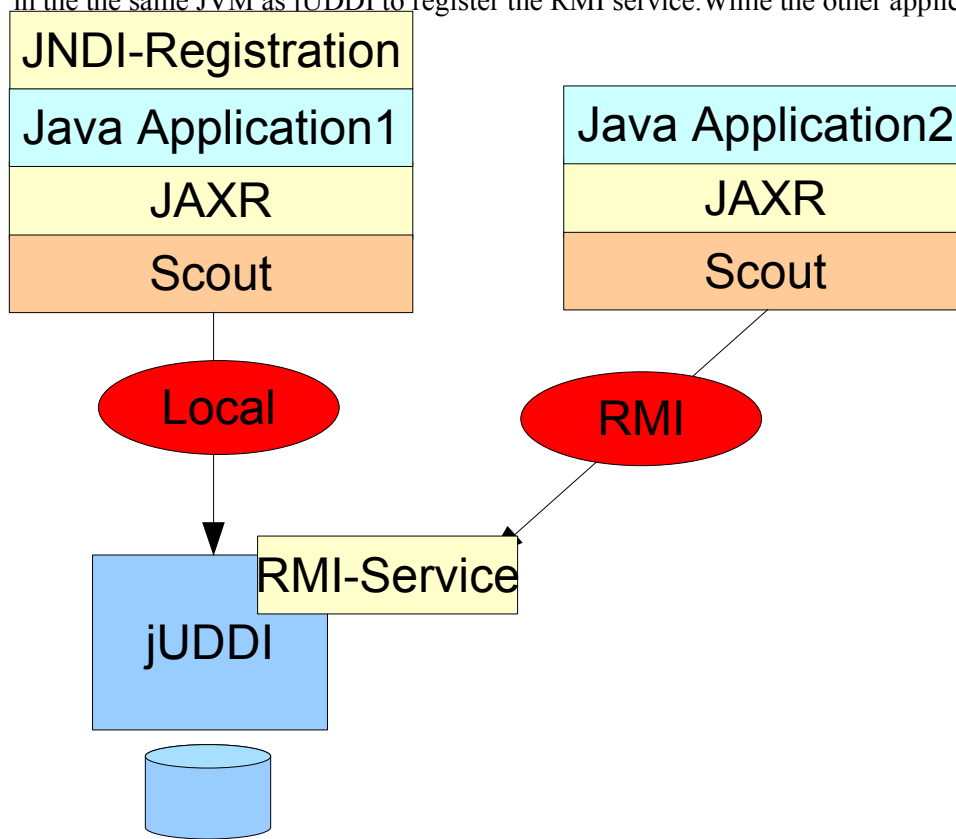 in the the same JVM as jUDDI to register the RMI service.While the other applic
JNDI-Registration
Java Application1
JAXR
Scout
Java Application2
JAXR
Scout
Local
RMI
RMI-Service
jUDDI